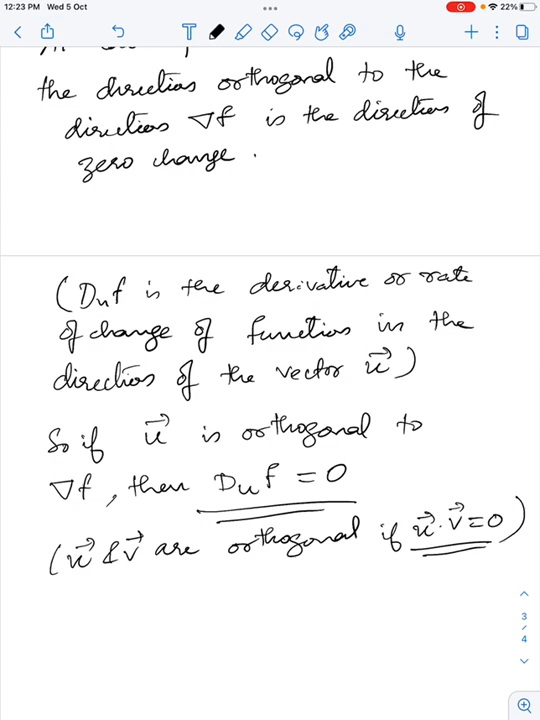 12:23 PM Wed 5 Oct
22%
the direction orthogonal to the
direction ∇f is the direction of
zero change .
(Duf is the derivative or rate
of change of function in the
direction of the vector u⃗ )
So if u⃗ is orthogonal to
∇f , then Duf = 0
(u⃗ & v⃗ are orthogonal if u⃗ · v⃗ = 0 )
3
/
4